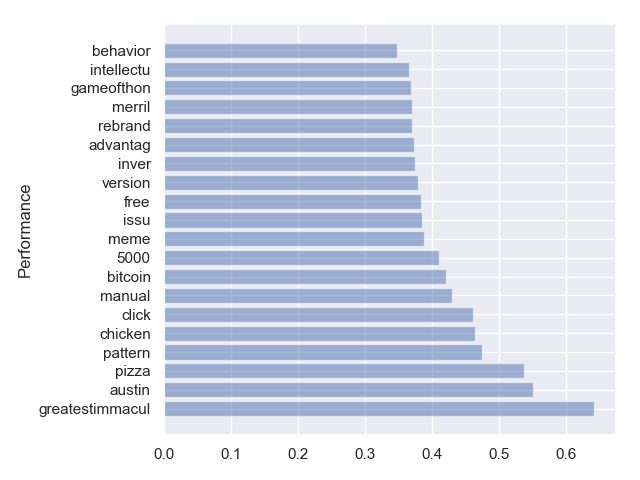 behavior
intellectu
gameofthon
merril
rebrand
advantag
inver
version
free
issu
meme
5000
bitcoin
manual
click
chicken
pattern
pizza
austin
greatestimmacul
Performance
0.0 0.1 0.2 0.3 0.4 0.5 0.6